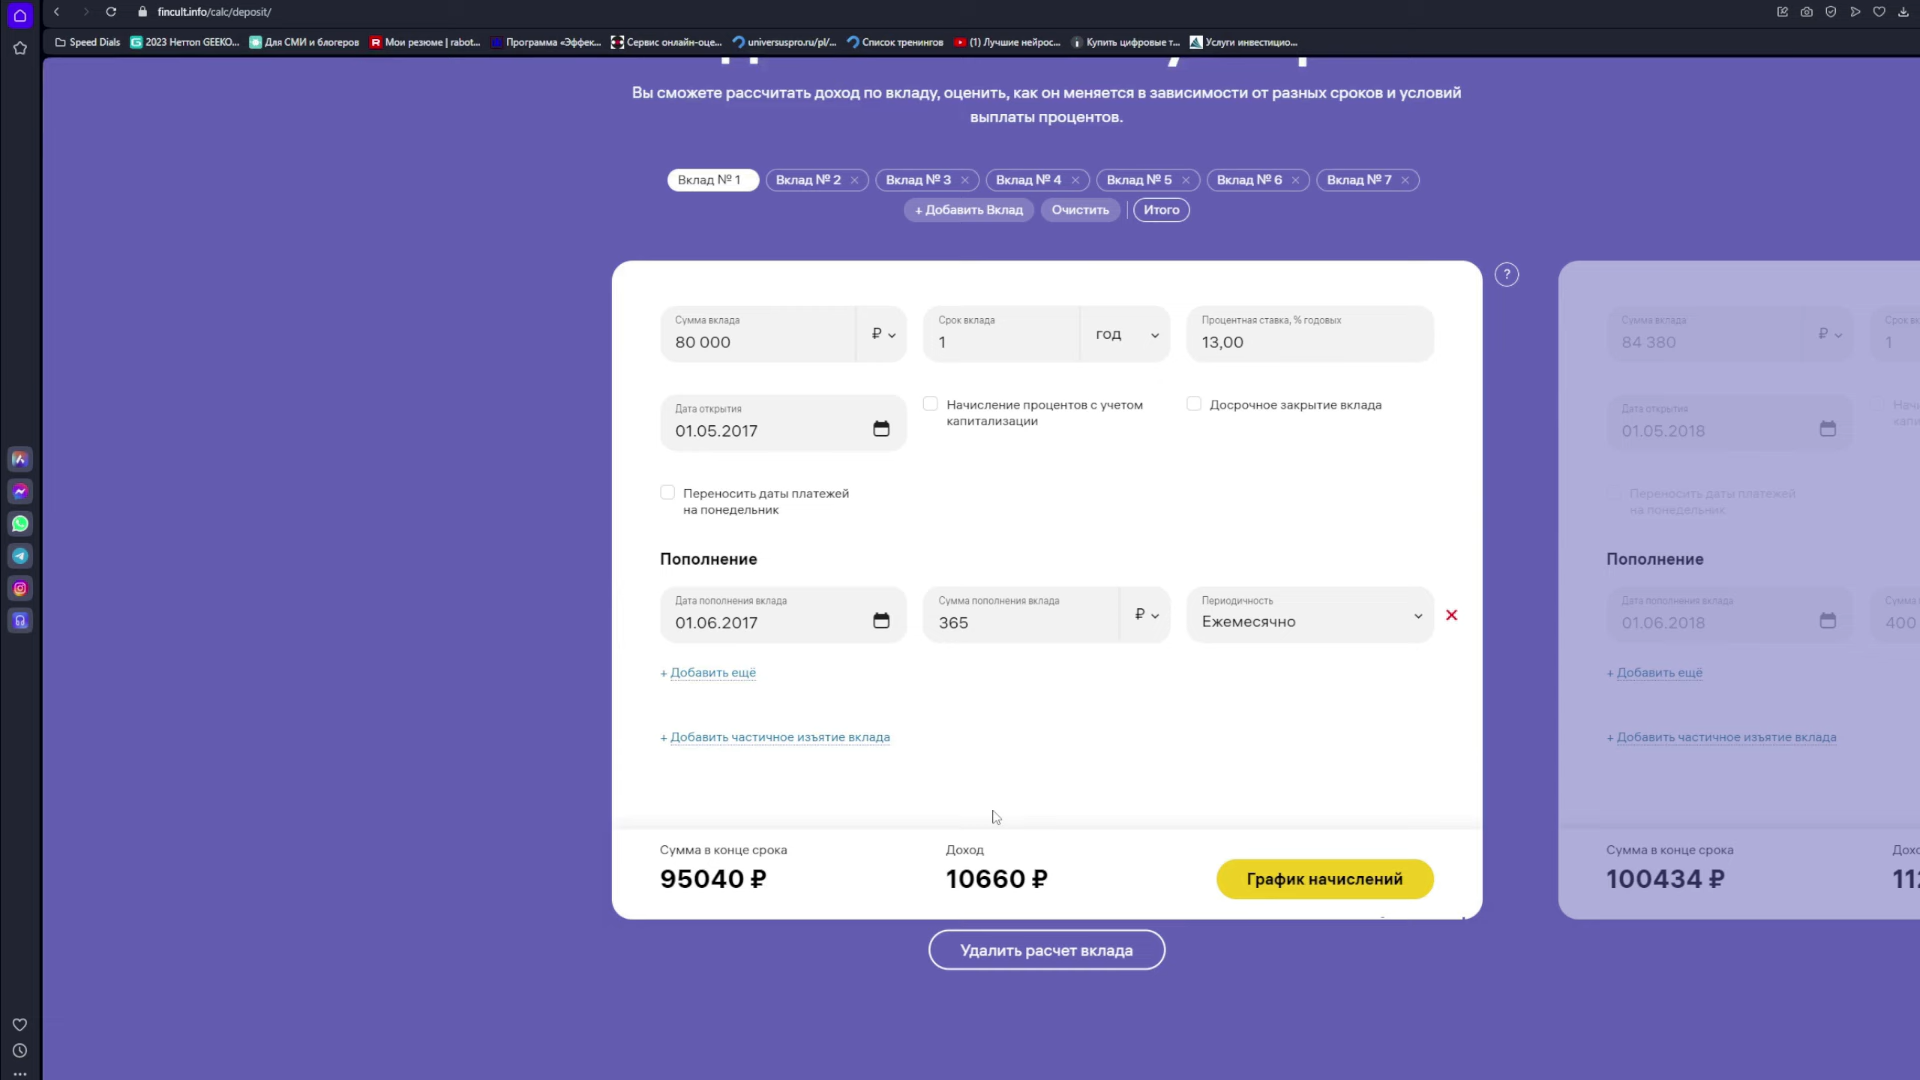 fincult.info/calc/deposit/
Speed Dials
2023 Неттоп GEEKO...
Для СМИ и блогеров
Мои резюме | rabot...
Программа «Эффек...
Сервис онлайн-оце...
universuspro.ru/pl/...
Список тренингов
(1) Лучшие нейрос...
Купить цифровые т...
Услуги инвестицио...
Вы сможете рассчитать доход по вкладу, оценить, как он меняется в зависимости от разных сроков и условий
выплаты процентов.
Вклад № 1
Вклад № 2
Вклад № 3
Вклад № 4
Вклад № 5
Вклад № 6
Вклад № 7
+ Добавить Вклад
Очистить
Итого
?
Сумма вклада
80 000 ₽
Срок вклада
1 год
Процентная ставка, % годовых
13,00
Дата открытия
01.05.2017
Начисление процентов с учетом
капитализации
Досрочное закрытие вклада
Переносить даты платежей
на понедельник
Пополнение
Дата пополнения вклада
01.06.2017
Сумма пополнения вклада
365 ₽
Периодичность
Ежемесячно
+ Добавить ещё
+ Добавить частичное изъятие вклада
Сумма в конце срока
95040 ₽
Доход
10660 ₽
График начислений
Удалить расчет вклада
Сумма вклада
84 380 ₽
Срок вк
1
Дата открытия
01.05.2018
Начи
капи
Переносить даты платежей
на понедельник
Пополнение
Дата пополнения вклада
01.06.2018
Сумма
400
+ Добавить ещё
+ Добавить частичное изъятие вклада
Сумма в конце срока
100434 ₽
Дохо
112